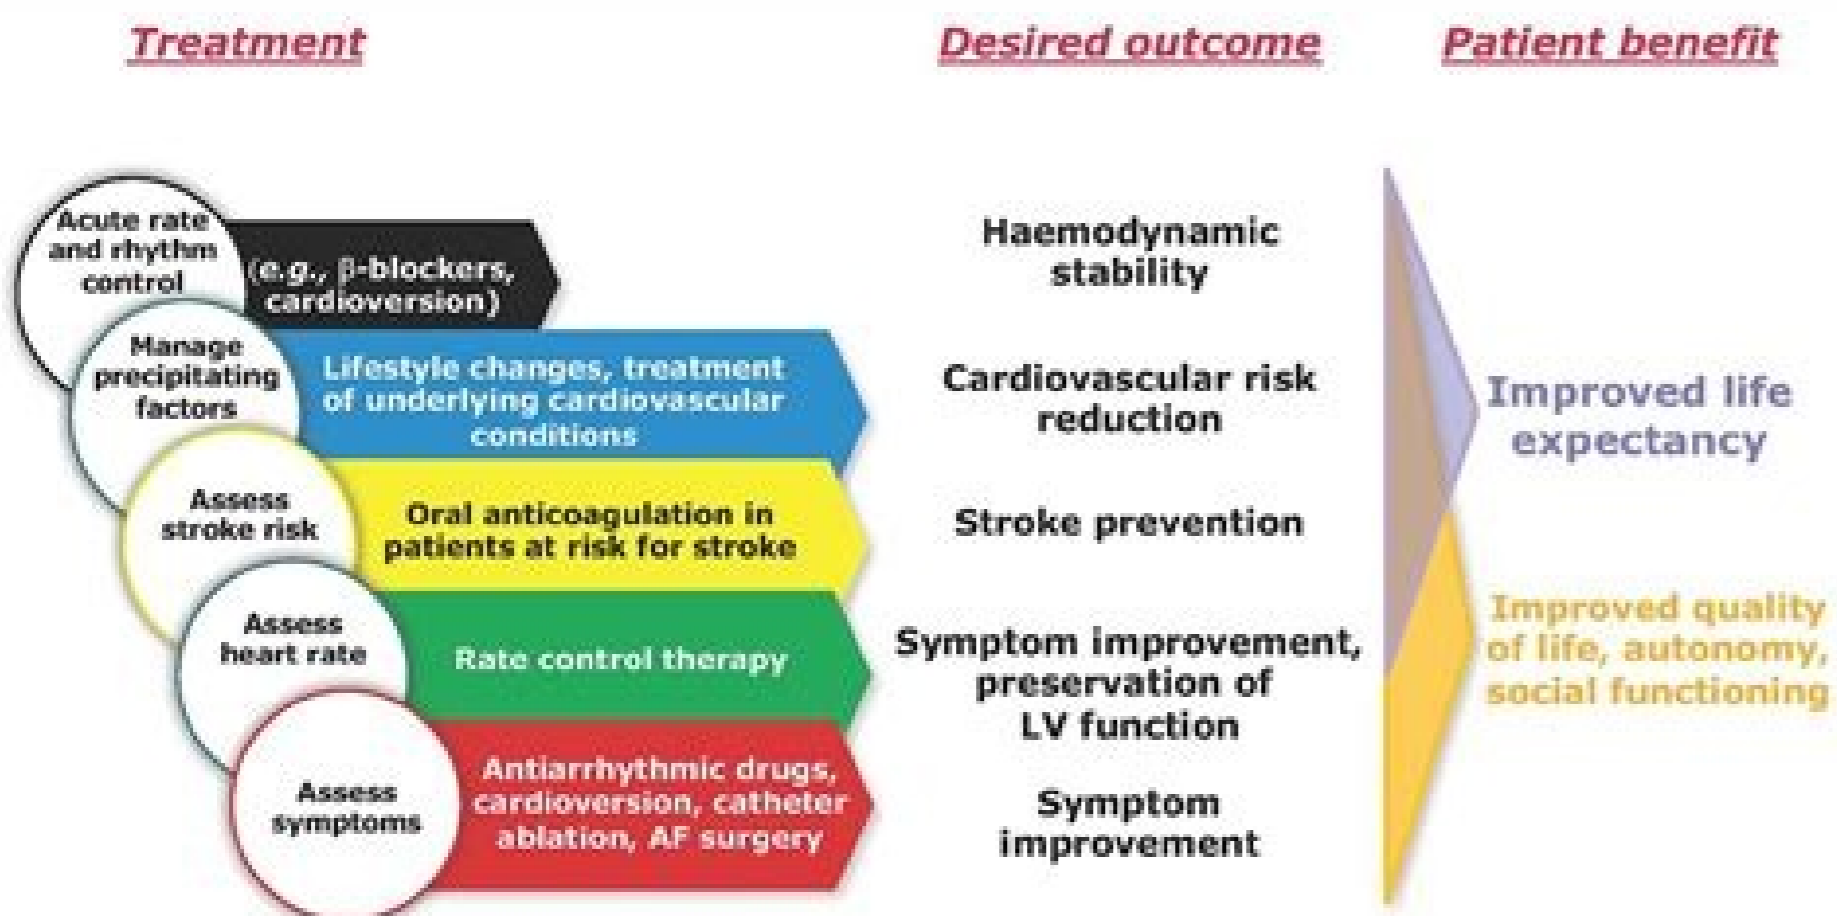 Treatment
Desired outcome
Patient benefit
Acute rate
and rhythm
control
(e.g., β-blockers,
cardioversion)
Haemodynamic
stability
Manage
precipitating
factors
Lifestyle changes, treatment
of underlying cardiovascular
conditions
Cardiovascular risk
reduction
Improved life
expectancy
Assess
stroke risk
Oral anticoagulation in
patients at risk for stroke
Stroke prevention
Assess
heart rate
Rate control therapy
Symptom improvement,
preservation of
LV function
Improved quality
of life, autonomy,
social functioning
Assess
symptoms
Antiarrhythmic drugs,
cardioversion, catheter
ablation, AF surgery
Symptom
improvement